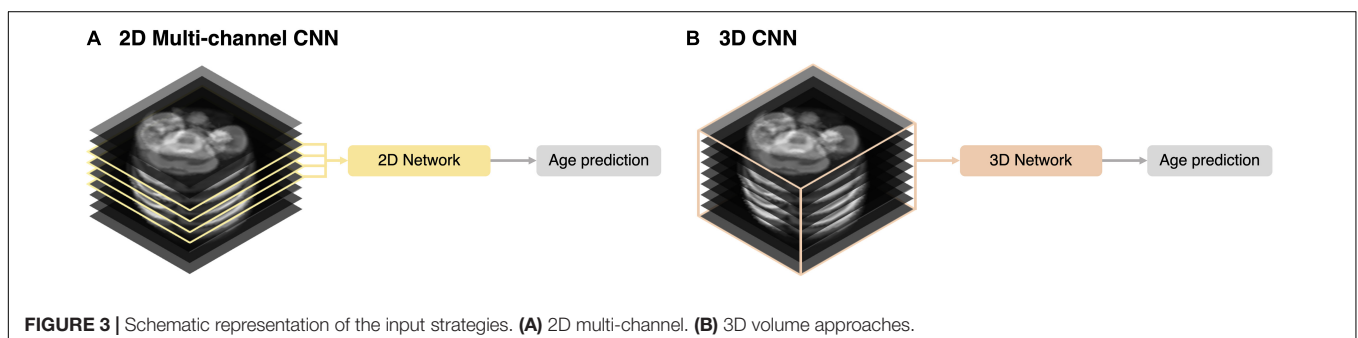 A 2D Multi-channel CNN
B 3D CNN
2D Network
Age prediction
3D Network
Age prediction
FIGURE 3 | Schematic representation of the input strategies. (A) 2D multi-channel. (B) 3D volume approaches.